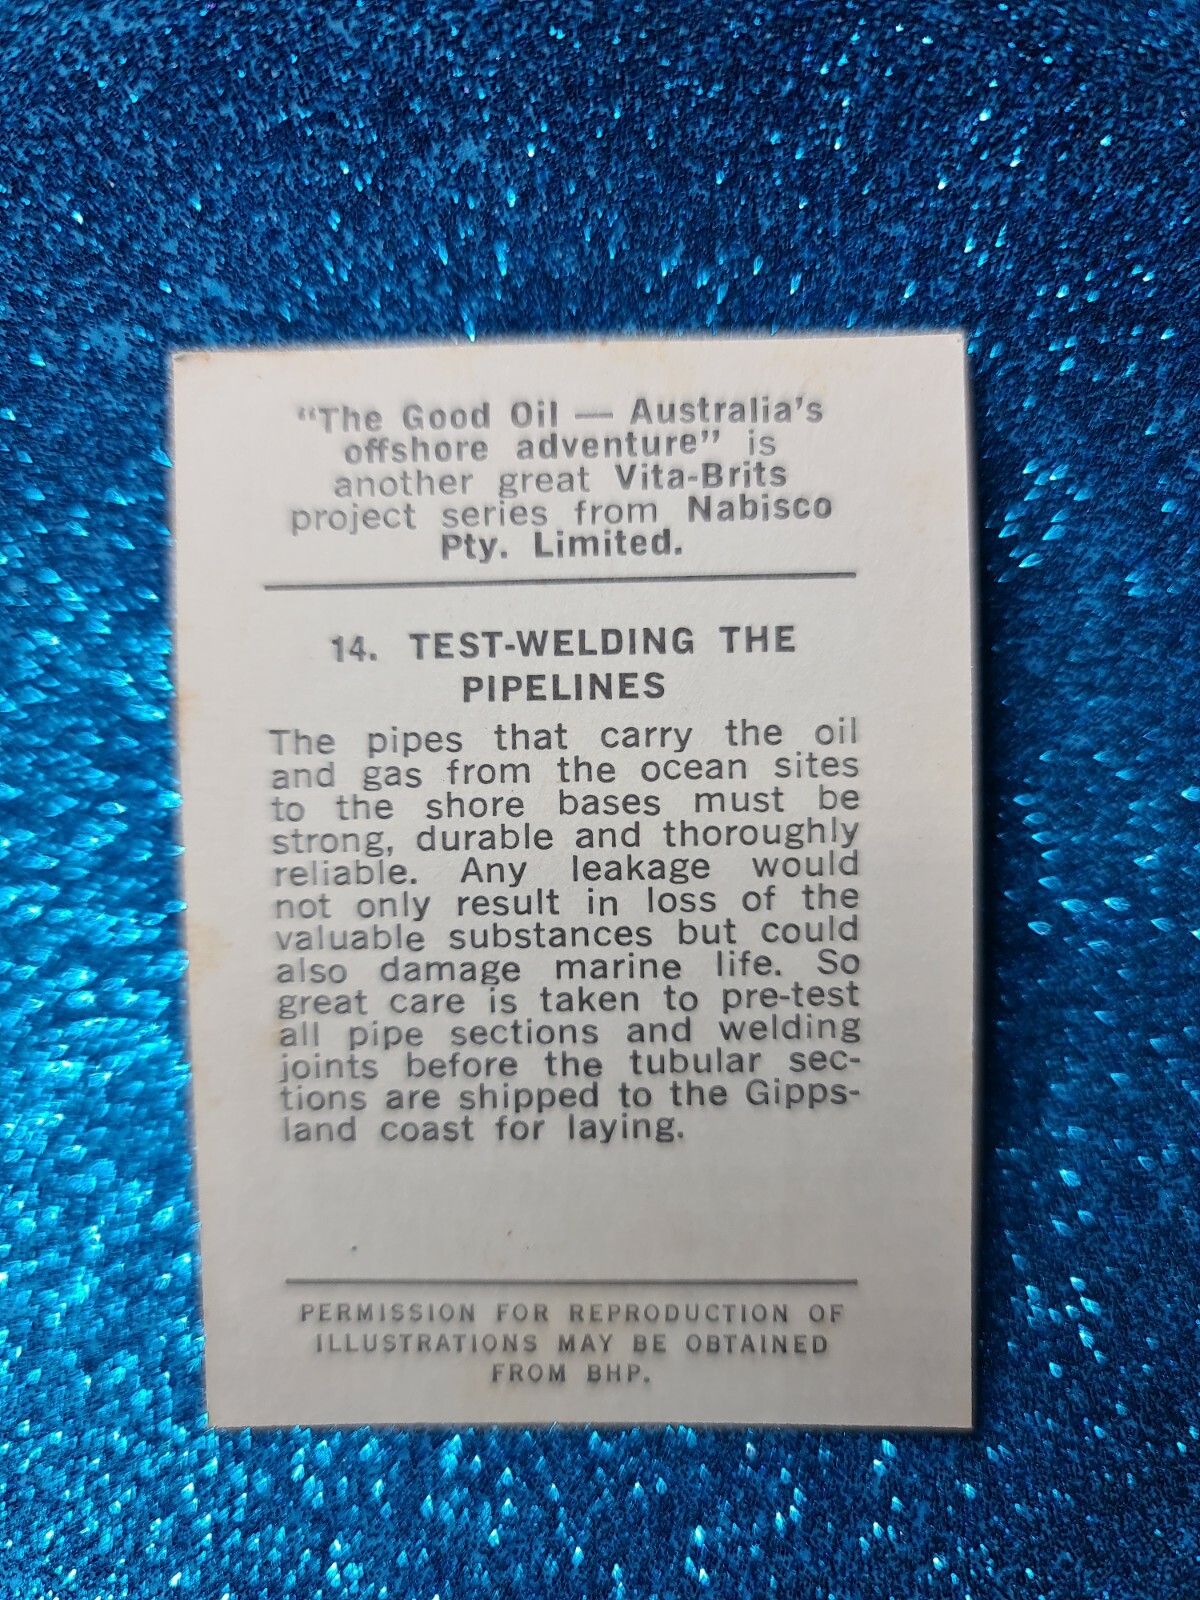 “The Good Oil — Australia’s
offshore adventure” is
another great Vita-Brits
project series from Nabisco
Pty. Limited.
14. TEST-WELDING THE
PIPELINES
The pipes that carry the oil
and gas from the ocean sites
to the shore bases must be
strong, durable and thoroughly
reliable. Any leakage would
not only result in loss of the
valuable substances but could
also damage marine life. So
great care is taken to pre-test
all pipe sections and welding
joints before the tubular sec-
tions are shipped to the Gipps-
land coast for laying.
PERMISSION FOR REPRODUCTION OF
ILLUSTRATIONS MAY BE OBTAINED
FROM BHP.